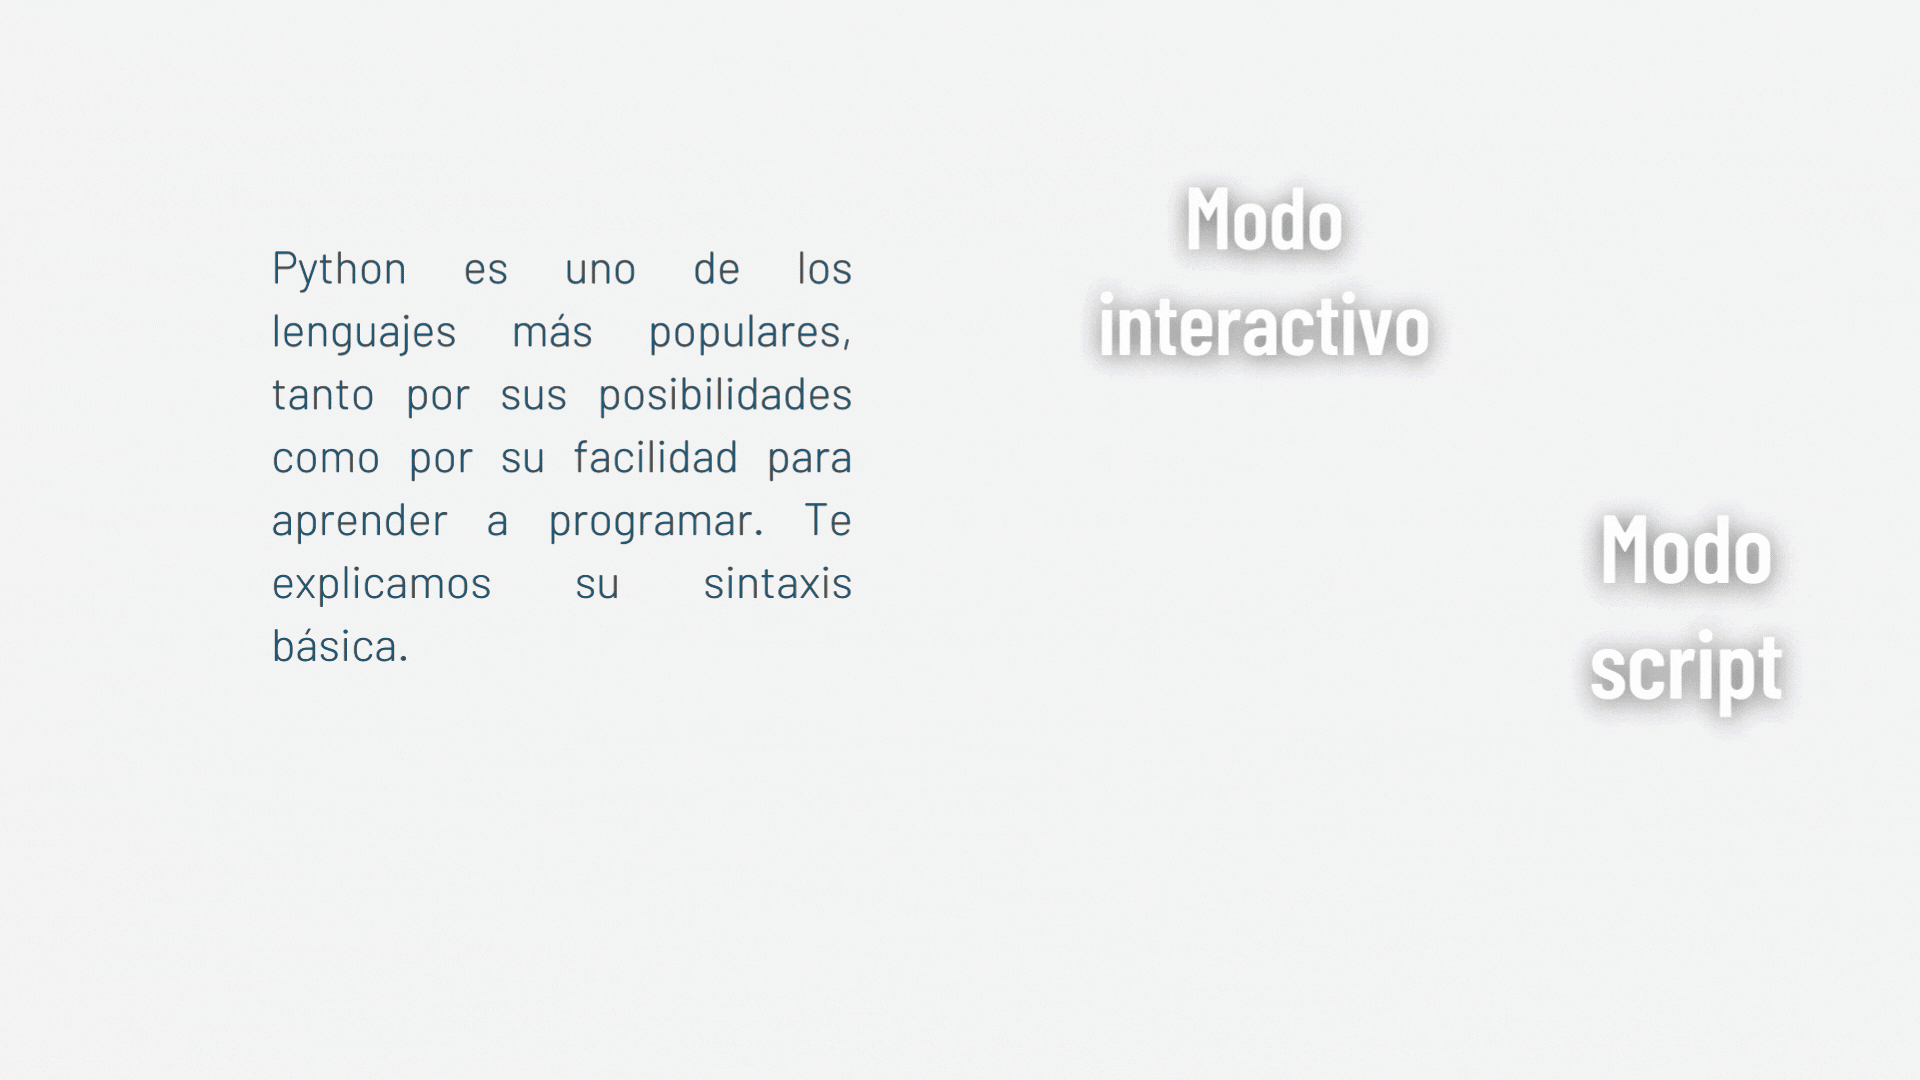 Python es uno de los
lenguajes más populares,
tanto por sus posibilidades
como por su facilidad para
aprender a programar. Te
explicamos su sintaxis
básica.
Modo
interactivo
Modo
script